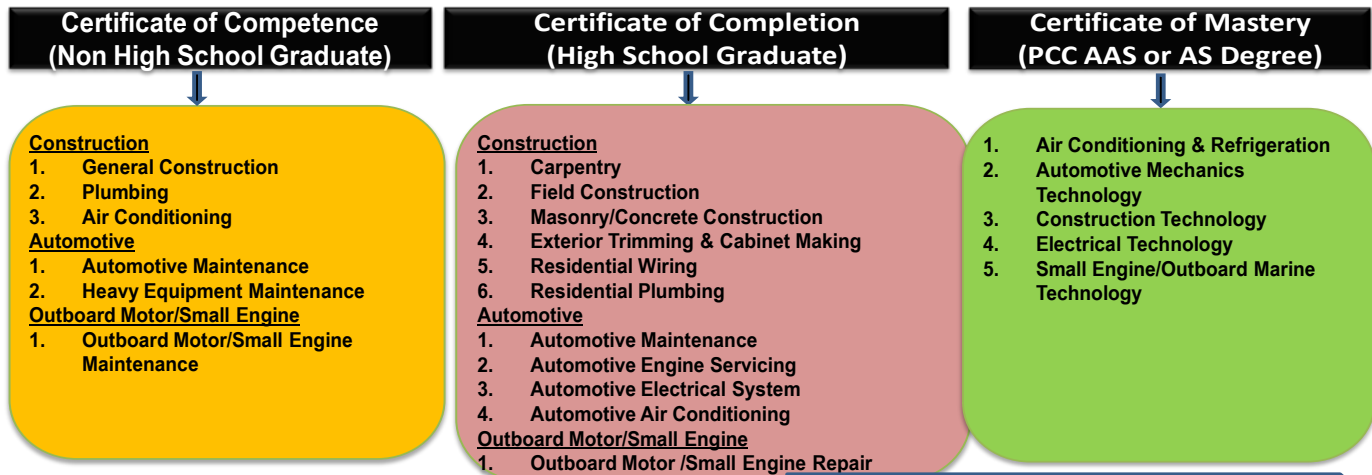 Certificate of Competence
(Non High School Graduate)
Construction
1. General Construction
2. Plumbing
3. Air Conditioning
Automotive
1. Automotive Maintenance
2. Heavy Equipment Maintenance
Outboard Motor/Small Engine
1. Outboard Motor/Small Engine
Maintenance
Certificate of Completion
(High School Graduate)
Construction
1. Carpentry
2. Field Construction
3. Masonry/Concrete Construction
4. Exterior Trimming & Cabinet Making
5. Residential Wiring
6. Residential Plumbing
Automotive
1. Automotive Maintenance
2. Automotive Engine Servicing
3. Automotive Electrical System
4. Automotive Air Conditioning
Outboard Motor/Small Engine
1. Outboard Motor /Small Engine Repair
Certificate of Mastery
(PCC AAS or AS Degree)
1. Air Conditioning & Refrigeration
2. Automotive Mechanics
Technology
3. Construction Technology
4. Electrical Technology
5. Small Engine/Outboard Marine
Technology